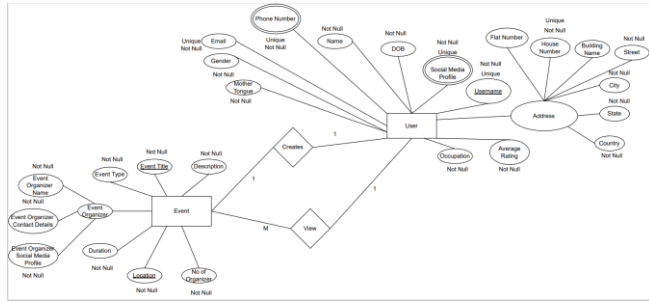 Phone Number
Unique
Not Null
Unique
Not Null
Email
Gender
Not Null
Mother
Tongue
Not Null
Not Null
Name
Not Null
DOB
Not Null
Unique
Social Media
Profile
Not Null
Unique
Username
Flat Number
Unique
Not Null
House
Number
Building
Name
Not Null
Street
Not Null
City
Not Null
State
Country
Not Null
Address
User
Occupation
Not Null
Average
Rating
Not Null
Creates
1
1
View
1
M
Event
Not Null
Event Type
Not Null
Event Title
Not Null
Description
Not Null
Event
Organizer
Name
Not Null
Event Organizer
Contact Details
Event
Organizer
Not Null
Event Organizer
Social Media
Profile
Not Null
Duration
Not Null
Location
Not Null
No of
Organizer
Not Null